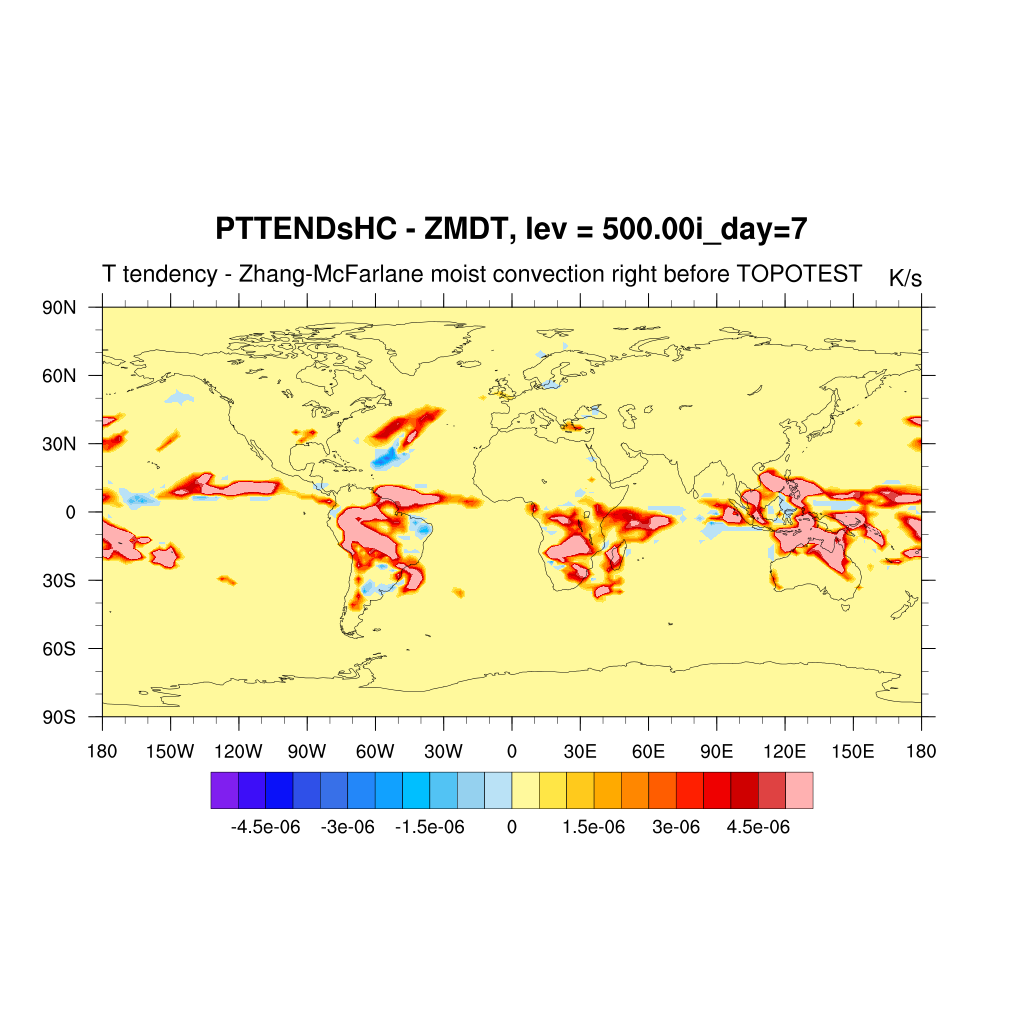 PTTENDsHC - ZMDT, lev = 500.00i_day=7
T tendency - Zhang-McFarlane moist convection right before TOPOTEST K/s
90N
60N
30N
0
30S
60S
90S
180 150W 120W 90W 60W 30W 0 30E 60E 90E 120E 150E 180
-4.5e-06 -3e-06 -1.5e-06 0 1.5e-06 3e-06 4.5e-06